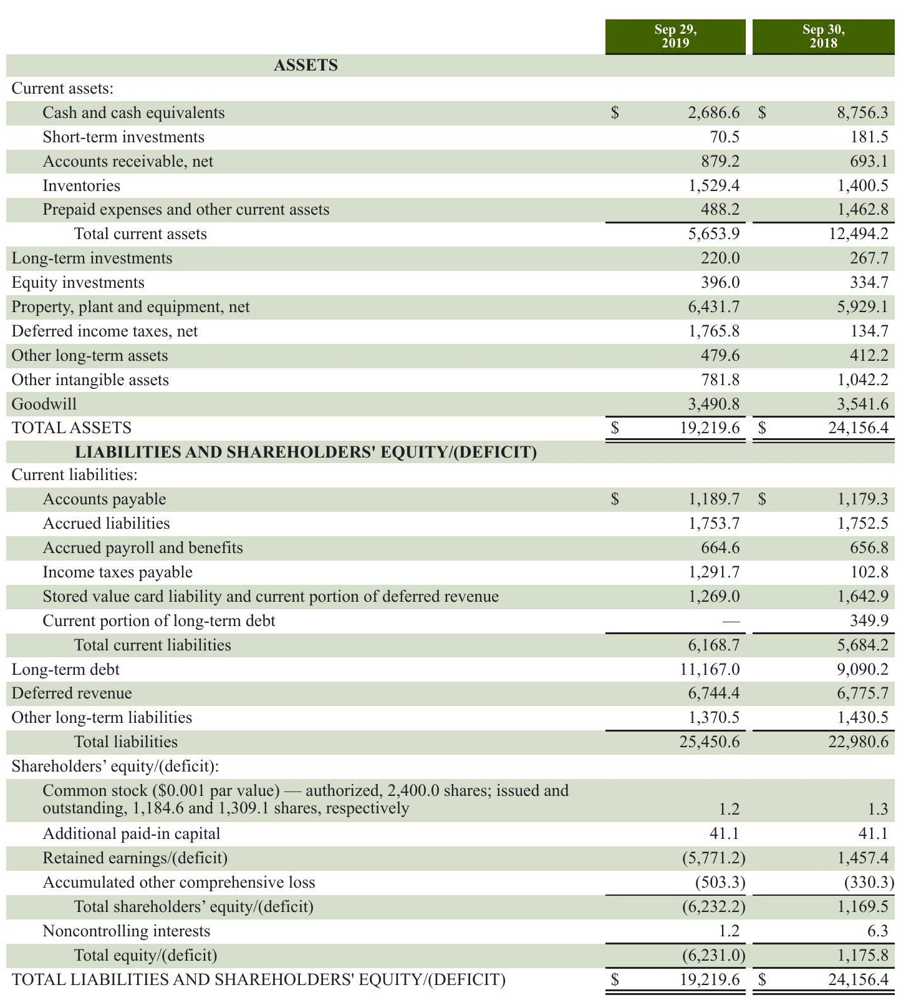 Sep 29, 2019 Sep 30, 2018
ASSETS
Current assets:
Cash and cash equivalents $ 2,686.6 $ 8,756.3
Short-term investments 70.5 181.5
Accounts receivable, net 879.2 693.1
Inventories 1,529.4 1,400.5
Prepaid expenses and other current assets 488.2 1,462.8
Total current assets 5,653.9 12,494.2
Long-term investments 220.0 267.7
Equity investments 396.0 334.7
Property, plant and equipment, net 6,431.7 5,929.1
Deferred income taxes, net 1,765.8 134.7
Other long-term assets 479.6 412.2
Other intangible assets 781.8 1,042.2
Goodwill 3,490.8 3,541.6
TOTAL ASSETS $ 19,219.6 $ 24,156.4
LIABILITIES AND SHAREHOLDERS' EQUITY/(DEFICIT)
Current liabilities:
Accounts payable $ 1,189.7 $ 1,179.3
Accrued liabilities 1,753.7 1,752.5
Accrued payroll and benefits 664.6 656.8
Income taxes payable 1,291.7 102.8
Stored value card liability and current portion of deferred revenue 1,269.0 1,642.9
Current portion of long-term debt — 349.9
Total current liabilities 6,168.7 5,684.2
Long-term debt 11,167.0 9,090.2
Deferred revenue 6,744.4 6,775.7
Other long-term liabilities 1,370.5 1,430.5
Total liabilities 25,450.6 22,980.6
Shareholders’ equity/(deficit):
Common stock ($0.001 par value) — authorized, 2,400.0 shares; issued and
outstanding, 1,184.6 and 1,309.1 shares, respectively 1.2 1.3
Additional paid-in capital 41.1 41.1
Retained earnings/(deficit) (5,771.2) 1,457.4
Accumulated other comprehensive loss (503.3) (330.3)
Total shareholders’ equity/(deficit) (6,232.2) 1,169.5
Noncontrolling interests 1.2 6.3
Total equity/(deficit) (6,231.0) 1,175.8
TOTAL LIABILITIES AND SHAREHOLDERS' EQUITY/(DEFICIT) $ 19,219.6 $ 24,156.4